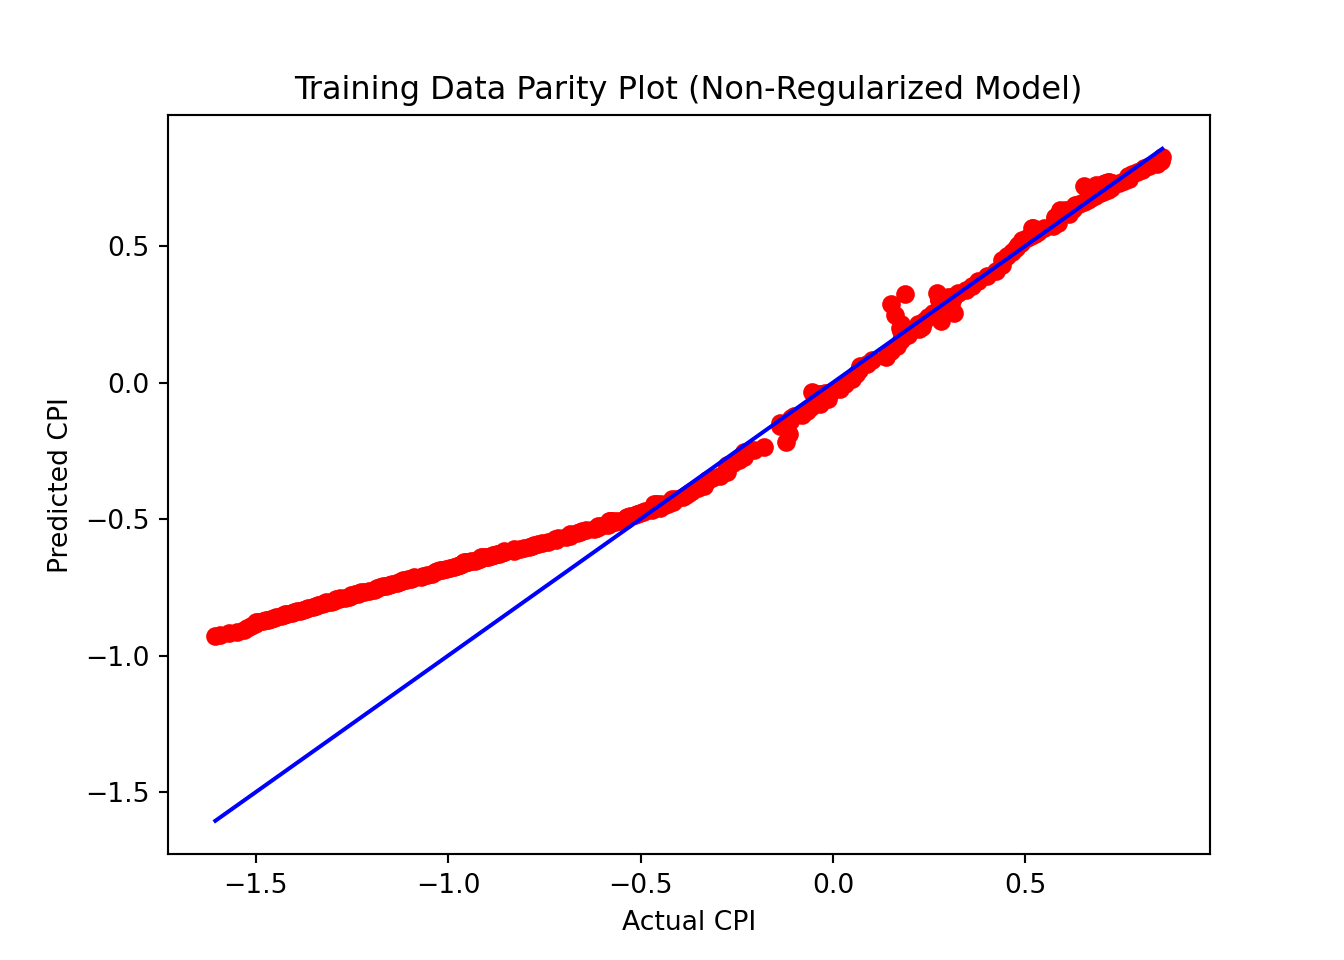 Training Data Parity Plot (Non-Regularized Model)
Predicted CPI
0.5
0.0
−0.5
−1.0
−1.5
−1.5 −1.0 −0.5 0.0 0.5
Actual CPI